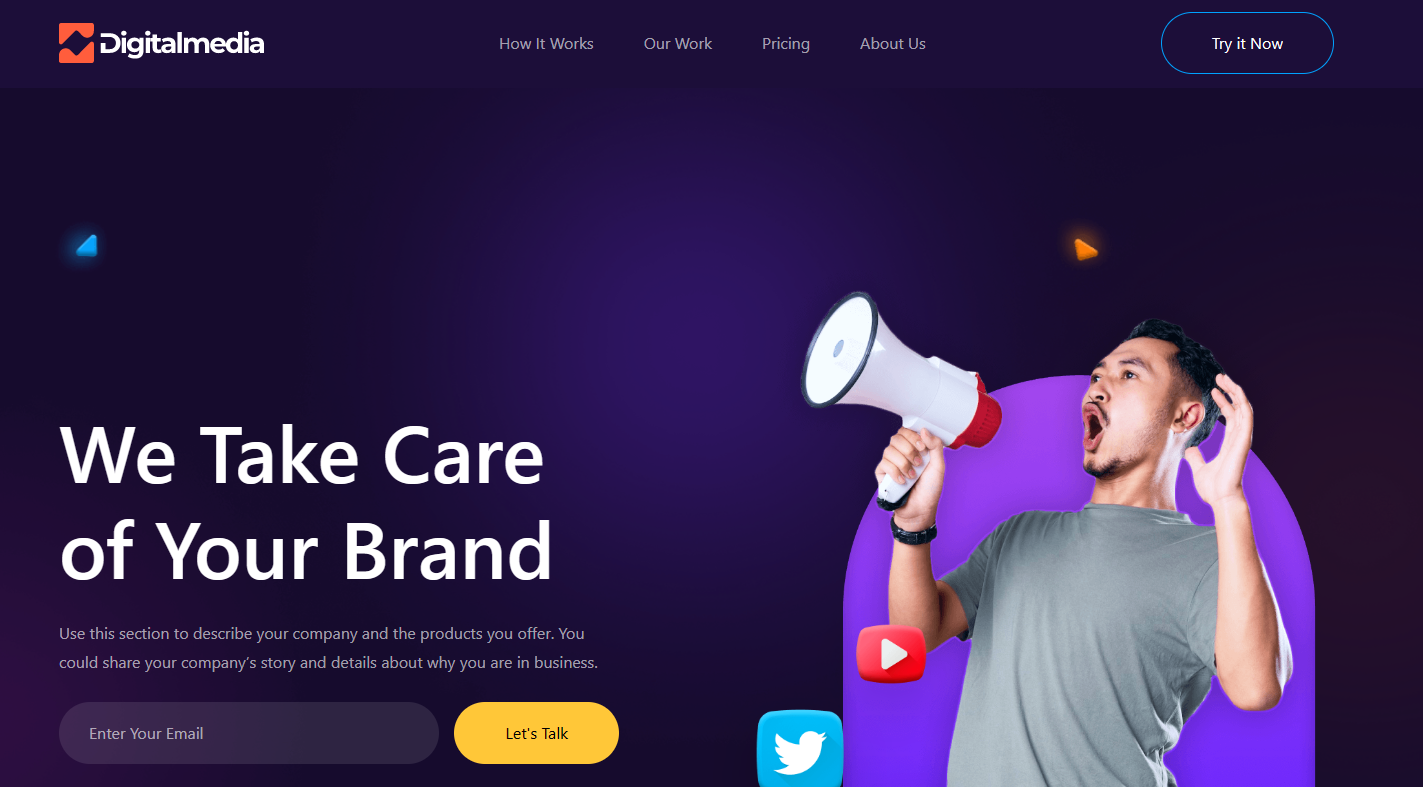 Digitalmedia
How It Works
Our Work
Pricing
About Us
Try it Now
We Take Care
of Your Brand
Use this section to describe your company and the products you offer. You
could share your company’s story and details about why you are in business.
Enter Your Email
Let's Talk